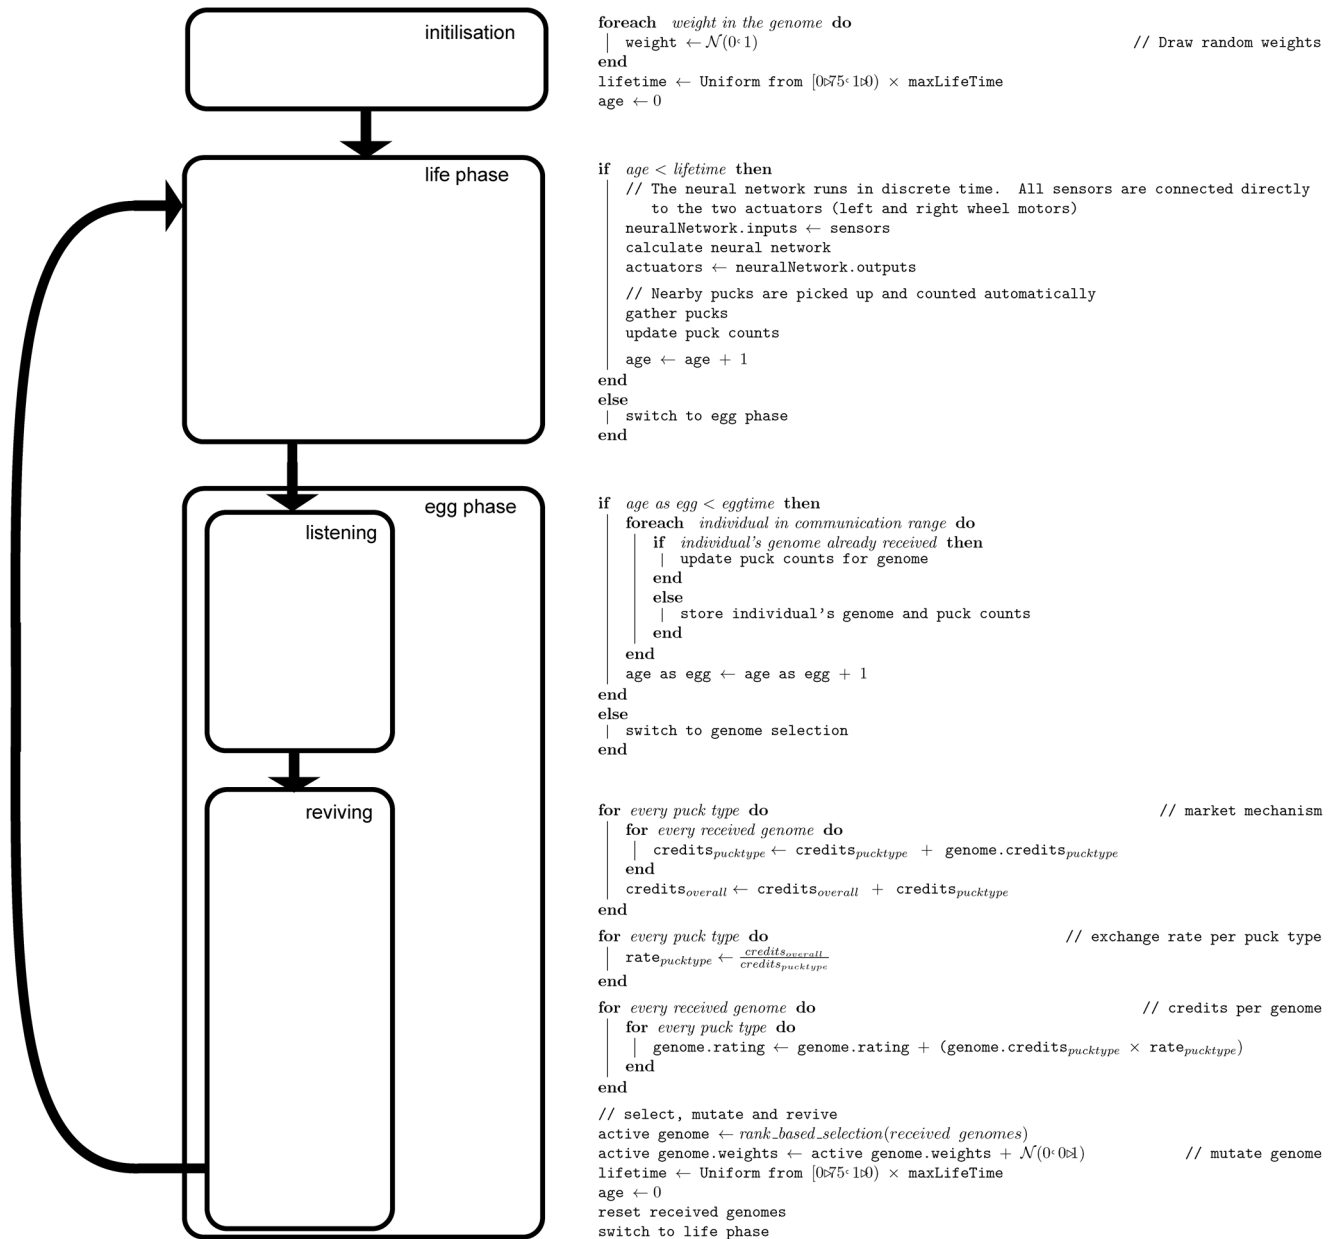 initilisation
foreach weight in the genome do
weight ← N(0‘1) // Draw random weights
end
lifetime ← Uniform from [0▹75‘1▹0) × maxLifeTime
age ← 0
life phase
if age < lifetime then
// The neural network runs in discrete time. All sensors are connected directly
to the two actuators (left and right wheel motors)
neuralNetwork.inputs ← sensors
calculate neural network
actuators ← neuralNetwork.outputs
// Nearby pucks are picked up and counted automatically
gather pucks
update puck counts
age ← age + 1
end
else
switch to egg phase
end
egg phase
listening
if age as egg < eggtime then
foreach individual in communication range do
if individual's genome already received then
update puck counts for genome
end
else
store individual's genome and puck counts
end
end
age as egg ← age as egg + 1
end
else
switch to genome selection
end
reviving
for every puck type do // market mechanism
for every received genome do
credits_pucktype ← credits_pucktype + genome.credits_pucktype
end
credits_overall ← credits_overall + credits_pucktype
end
for every puck type do // exchange rate per puck type
rate_pucktype ← credits_overall / credits_pucktype
end
for every received genome do // credits per genome
for every puck type do
genome.rating ← genome.rating + (genome.credits_pucktype × rate_pucktype)
end
end
// select, mutate and revive
active genome ← rank_based_selection(received genomes)
active genome.weights ← active genome.weights + N(0‘0▹1) // mutate genome
lifetime ← Uniform from [0▹75‘1▹0) × maxLifeTime
age ← 0
reset received genomes
switch to life phase